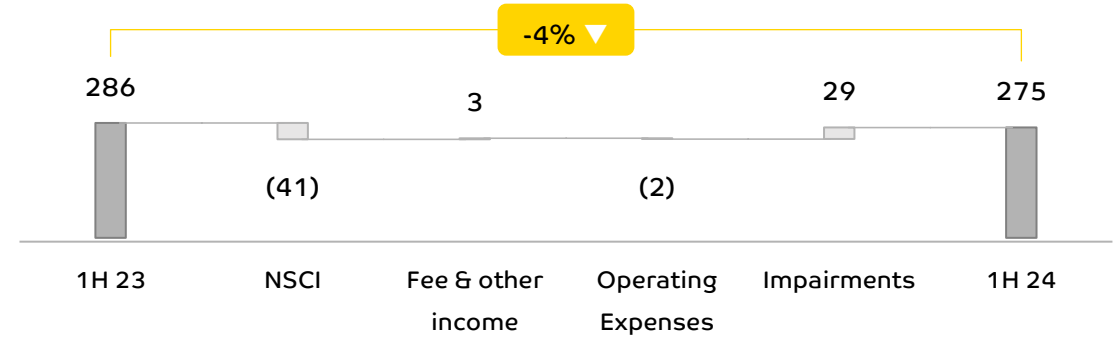 -4% ▼
286
3
29
275
(41)
(2)
1H 23
NSCI
Fee & other
income
Operating
Expenses
Impairments
1H 24